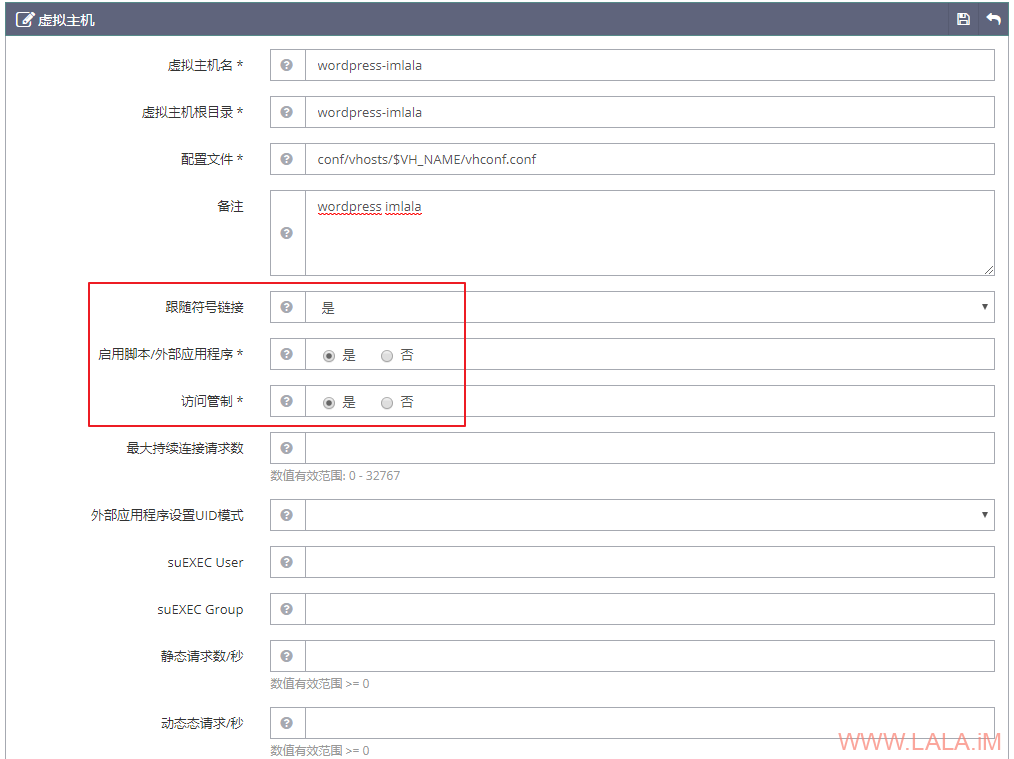 虚拟主机
虚拟主机名 * wordpress-imlala
虚拟主机根目录 * wordpress-imlala
配置文件 * conf/vhosts/$VH_NAME/vhconf.conf
备注 wordpress imlala
跟随符号链接 是
启用脚本/外部应用程序 * 是 否
访问管制 * 是 否
最大持续连接请求数
数值有效范围: 0 - 32767
外部应用程序设置UID模式
suEXEC User
suEXEC Group
静态请求数/秒
数值有效范围 >= 0
动态态请求/秒
数值有效范围 >= 0
WWW.LALA.iM